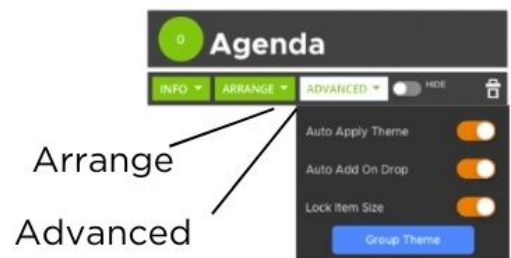 0
Agenda
INFO ARRANGE ADVANCED HIDE
Auto Apply Theme
Auto Add On Drop
Lock Item Size
Group Theme
Arrange
Advanced